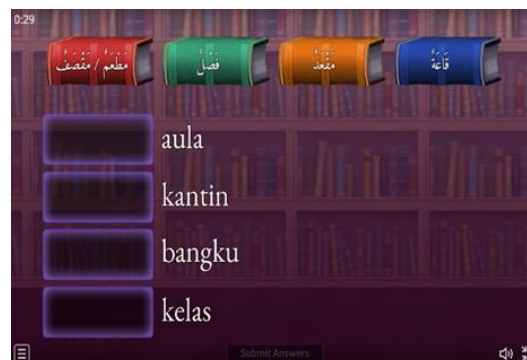 0:29
مَطْعَمٌ / مَقْصَفٌ
فَصْلٌ
مَقْعَدٌ
قَاعَةٌ
aula
kantin
bangku
kelas
Submit Answers